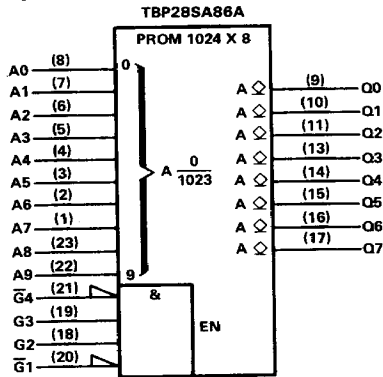 TBP28SA86A
PROM 1024 X 8
A0 (8) 0 A ◇ (9) Q0
A1 (7) A ◇ (10) Q1
A2 (6) A ◇ (11) Q2
A3 (5) A ◇ (13) Q3
A4 (4) A 0/1023 A ◇ (14) Q4
A5 (3) A ◇ (15) Q5
A6 (2) A ◇ (16) Q6
A7 (1) A ◇ (17) Q7
A8 (23)
A9 (22) 9
G̅4 (21) &
G3 (19) EN
G2 (18)
G̅1 (20)